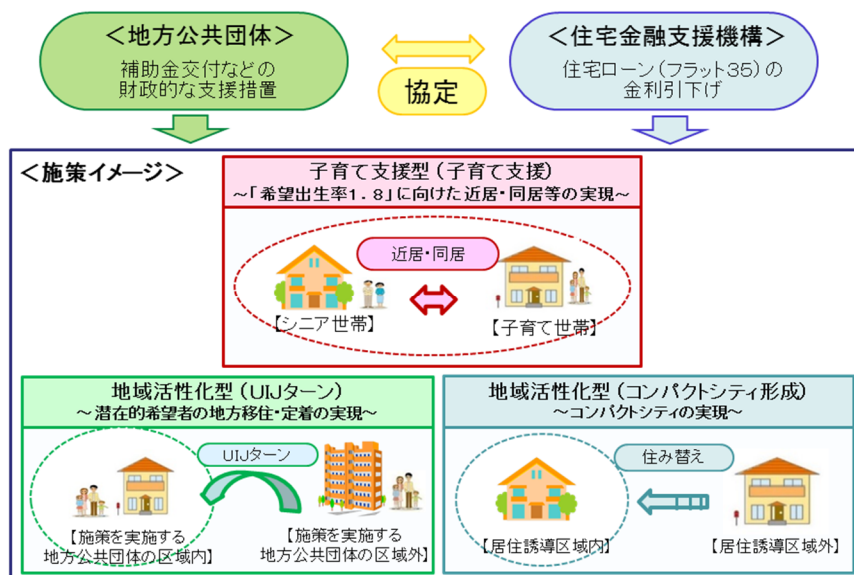 ＜地方公共団体＞
補助金交付などの
財政的な支援措置
協定
＜住宅金融支援機構＞
住宅ローン（フラット３５）の
金利引下げ
＜施策イメージ＞
子育て支援型（子育て支援）
～「希望出生率１．８」に向けた近居・同居等の実現～
近居・同居
【シニア世帯】
【子育て世帯】
地域活性化型（UIJターン）
～潜在的希望者の地方移住・定着の実現～
UIJターン
【施策を実施する
地方公共団体の区域内】
【施策を実施する
地方公共団体の区域外】
地域活性化型（コンパクトシティ形成）
～コンパクトシティの実現～
住み替え
【居住誘導区域内】
【居住誘導区域外】